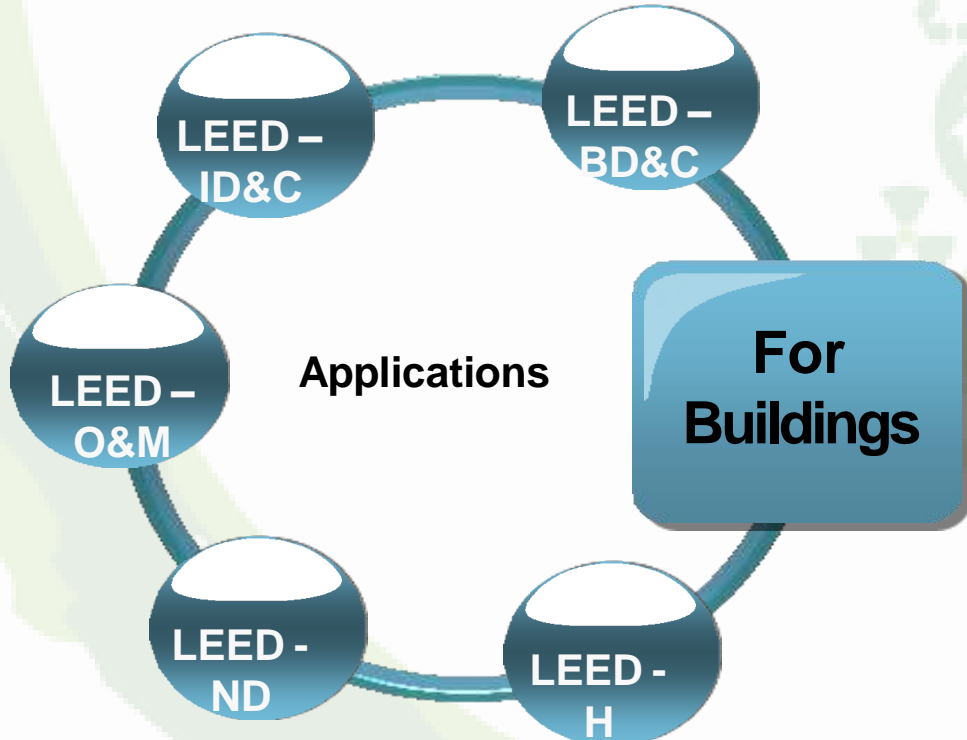 LEED –
ID&C
LEED –
BD&C
LEED –
O&M
Applications
For
Buildings
LEED -
ND
LEED -
H